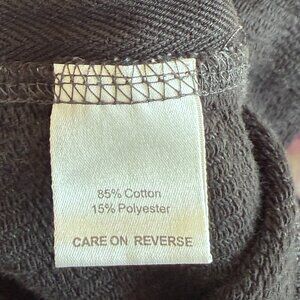 85% Cotton
15% Polyester
CARE ON REVERSE